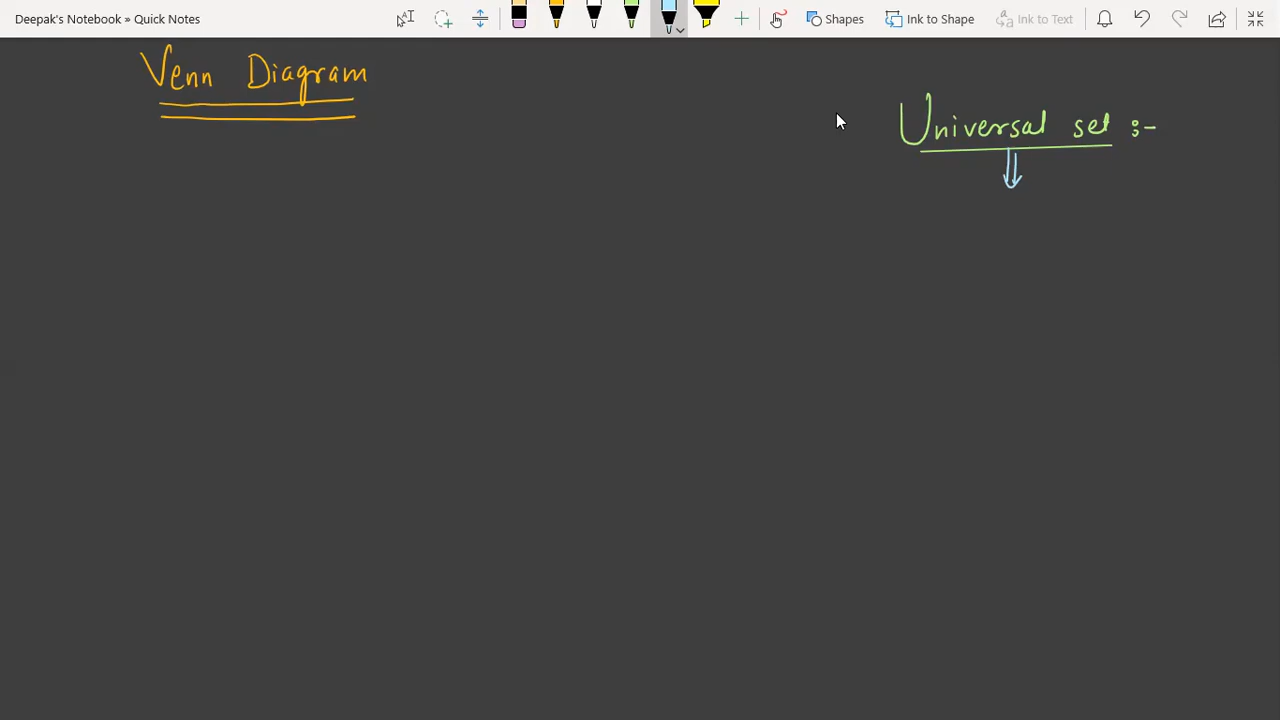 Deepak's Notebook » Quick Notes
Shapes
Ink to Shape
Ink to Text
Venn Diagram
Universal set :-